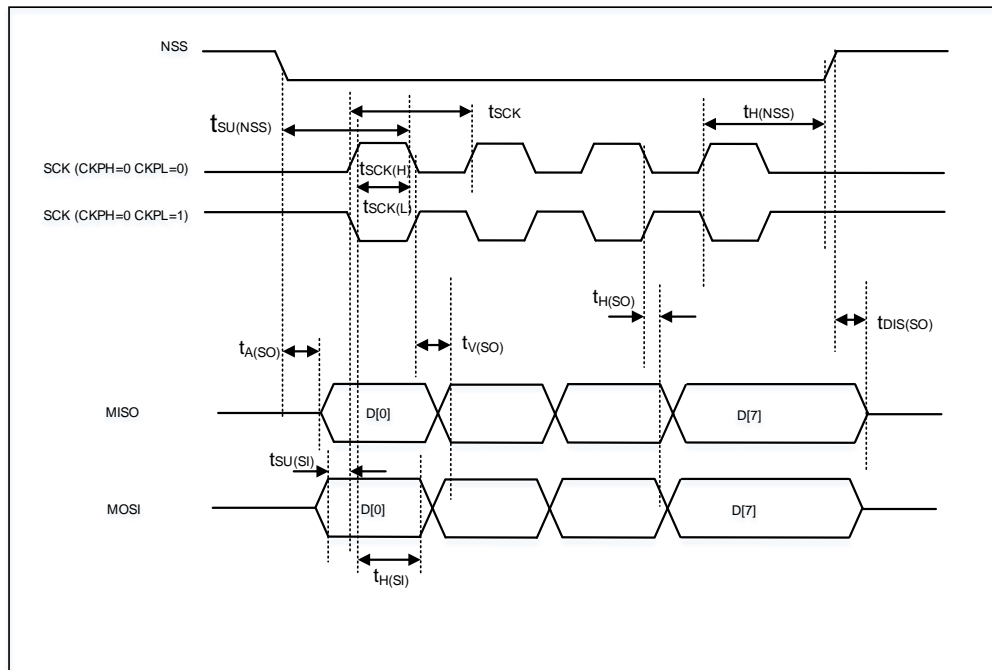 NSS
tSCK
tSU(NSS)
tH(NSS)
SCK (CKPH=0 CKPL=0)
tSCK(H)
tSCK(L)
SCK (CKPH=0 CKPL=1)
tH(SO)
tDIS(SO)
tA(SO)
tV(SO)
MISO
D[0]
D[7]
tSU(SI)
MOSI
D[0]
D[7]
tH(SI)